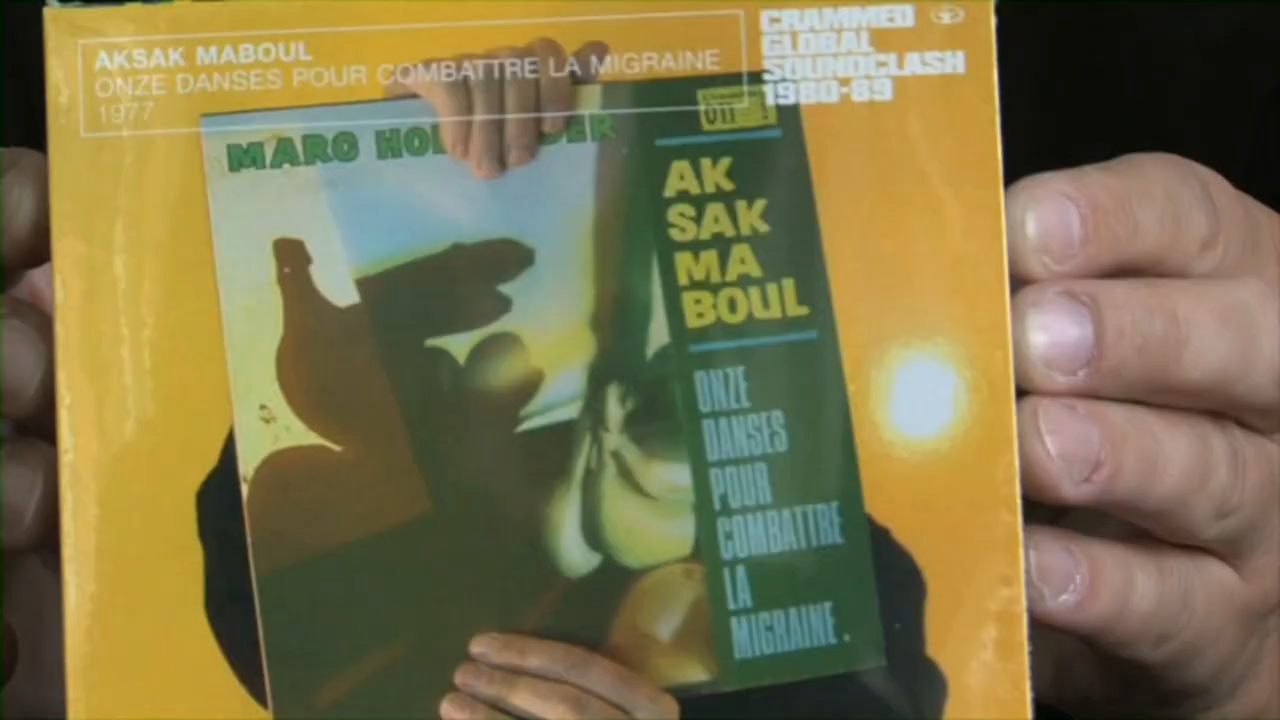 AKSAK MABOUL
ONZE DANSES POUR COMBATTRE LA MIGRAINE
1977
CRAMMED
GLOBAL
SOUNDCLASH
1980-89
MARC
AK
SAK
MA
BOUL
ONZE
DANSES
POUR
COMBATTRE
LA
MIGRAINE.